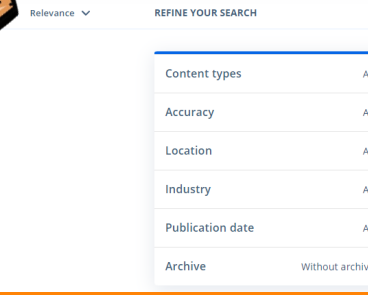 Relevance
REFINE YOUR SEARCH
Content types A
Accuracy A
Location A
Industry A
Publication date A
Archive Without archiv